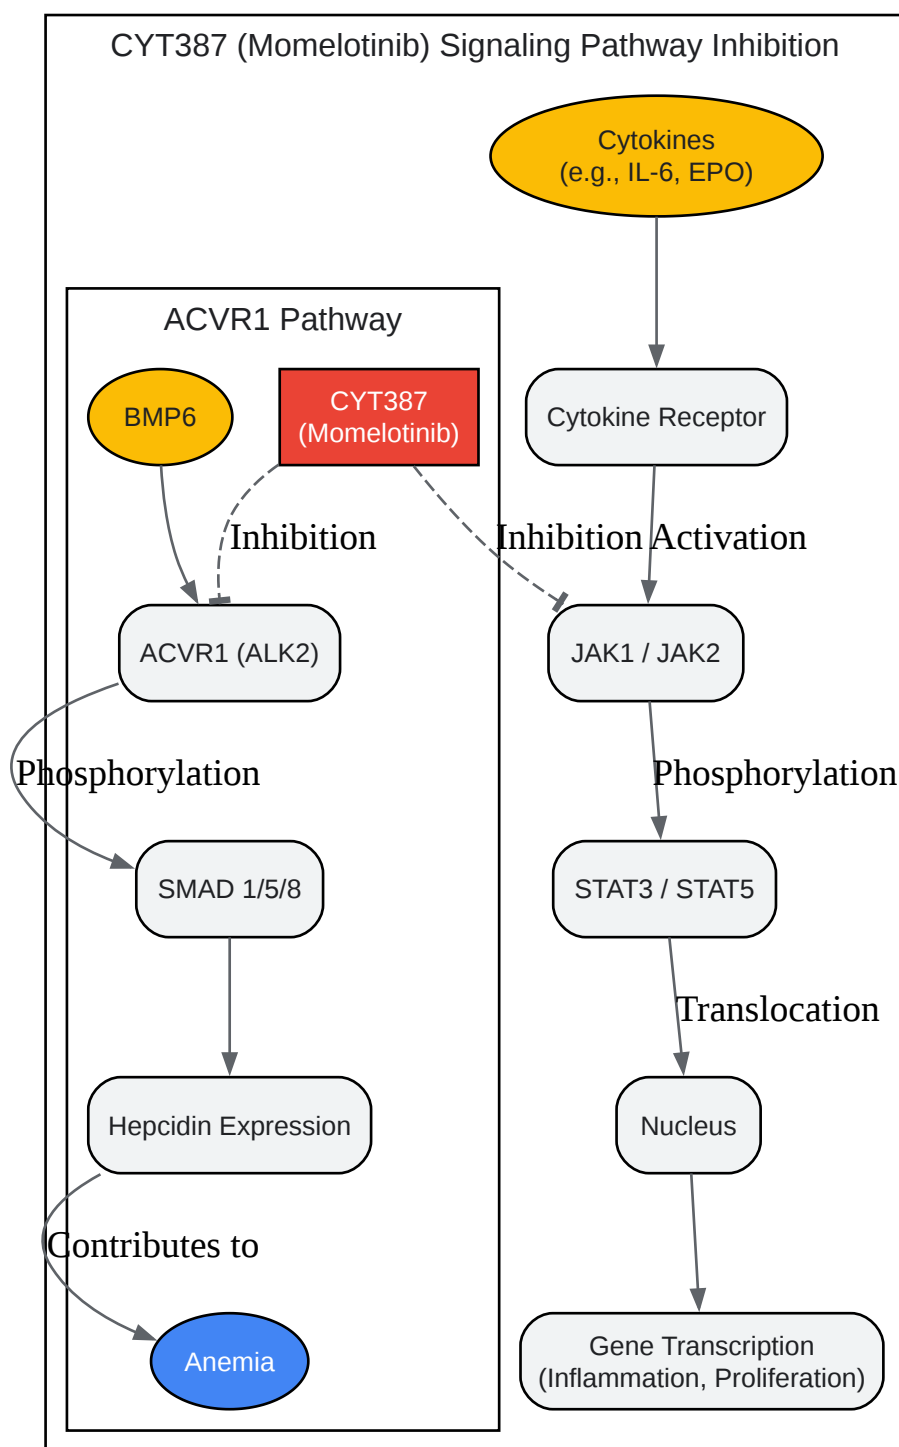 CYT387 (Momelotinib) Signaling Pathway Inhibition
Cytokines
(e.g., IL-6, EPO)
ACVR1 Pathway
BMP6
CYT387
(Momelotinib)
Cytokine Receptor
Inhibition
Inhibition
Activation
ACVR1 (ALK2)
JAK1 / JAK2
Phosphorylation
Phosphorylation
SMAD 1/5/8
STAT3 / STAT5
Translocation
Hepcidin Expression
Nucleus
Contributes to
Anemia
Gene Transcription
(Inflammation, Proliferation)